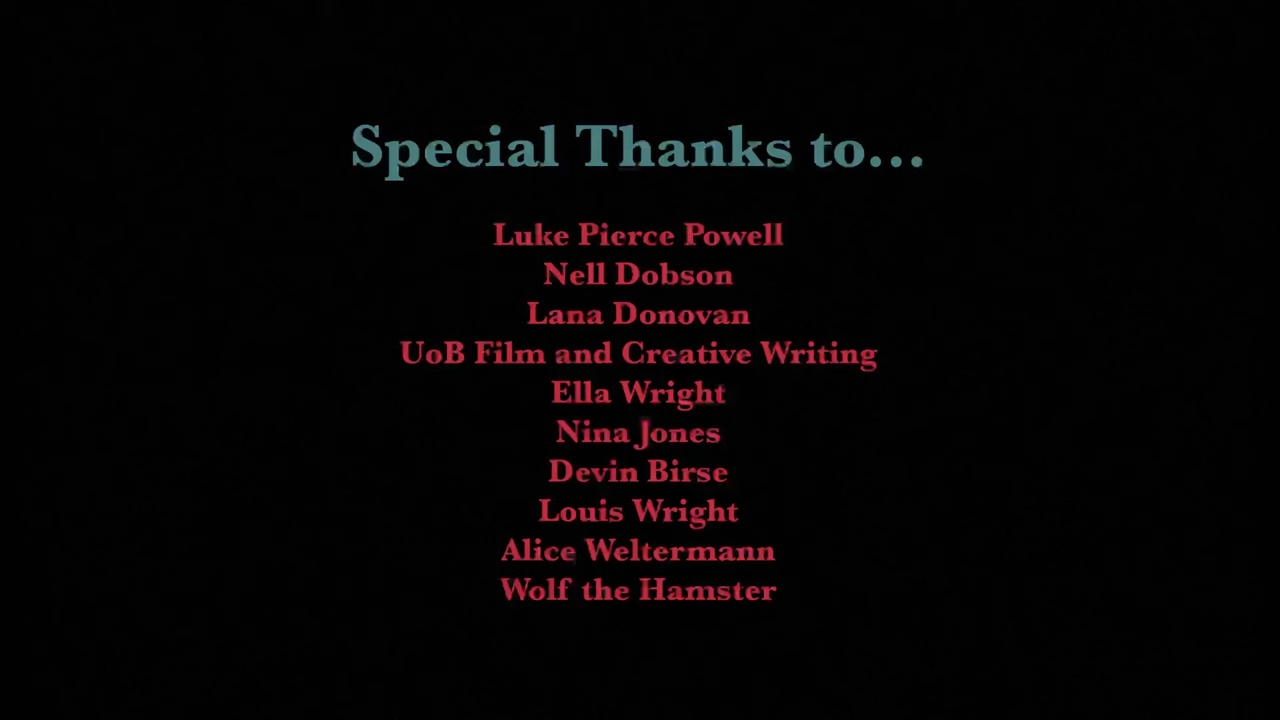 Special Thanks to...
Luke Pierce Powell
Nell Dobson
Lana Donovan
UoB Film and Creative Writing
Ella Wright
Nina Jones
Devin Birse
Louis Wright
Alice Weltermann
Wolf the Hamster